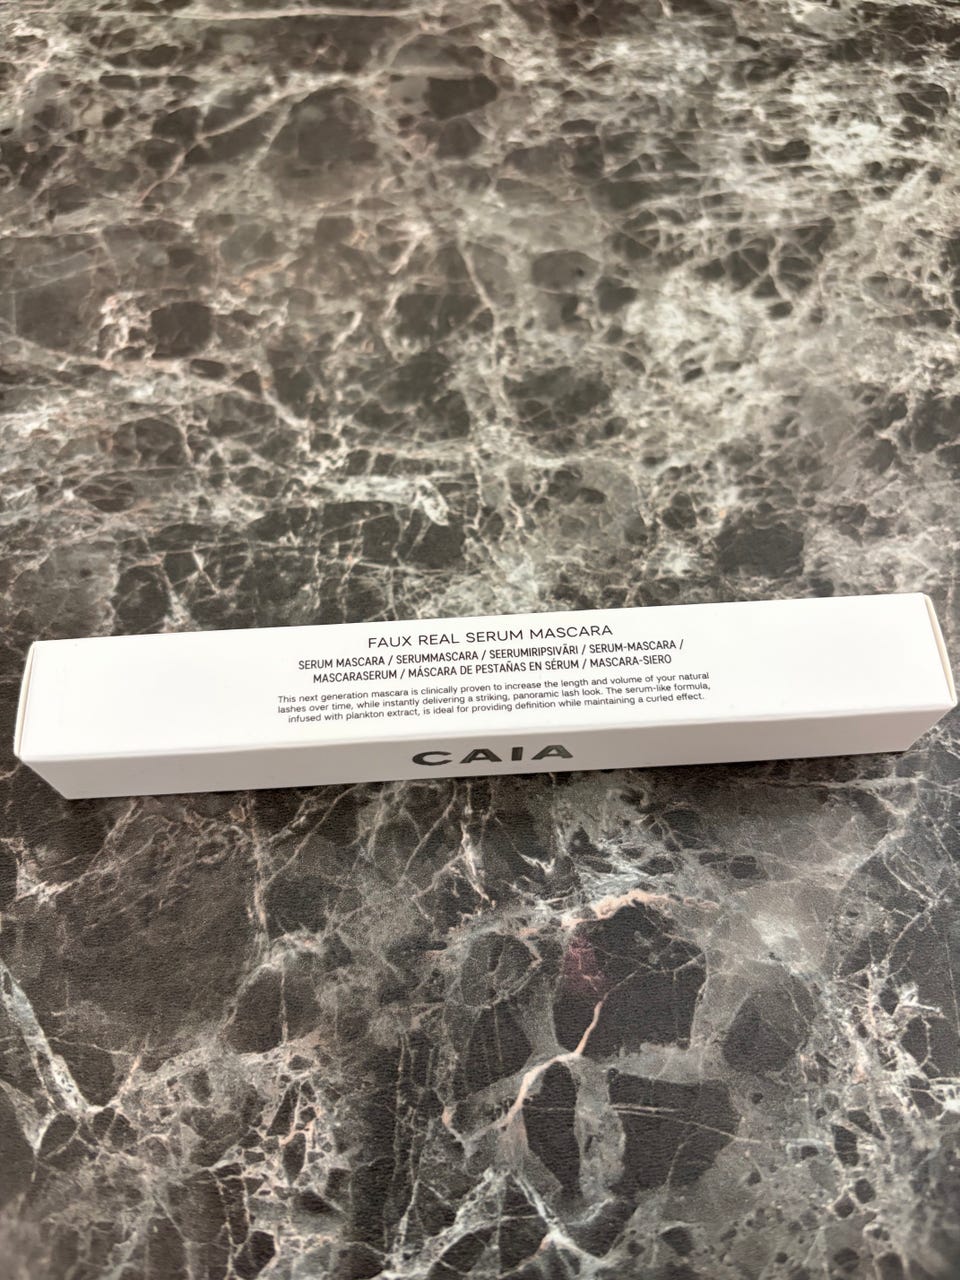 FAUX REAL SERUM MASCARA
SERUM MASCARA / SERUMMASCARA / SEERUMIRIPSIVÄRI / SERUM-MASCARA /
MASCARASERUM / MÁSCARA DE PESTAÑAS EN SÉRUM / MASCARA-SIERO
This next generation mascara is clinically proven to increase the length and volume of your natural
lashes over time, while instantly delivering a striking, panoramic lash look. The serum-like formula,
infused with plankton extract, is ideal for providing definition while maintaining a curled effect.
CAIA